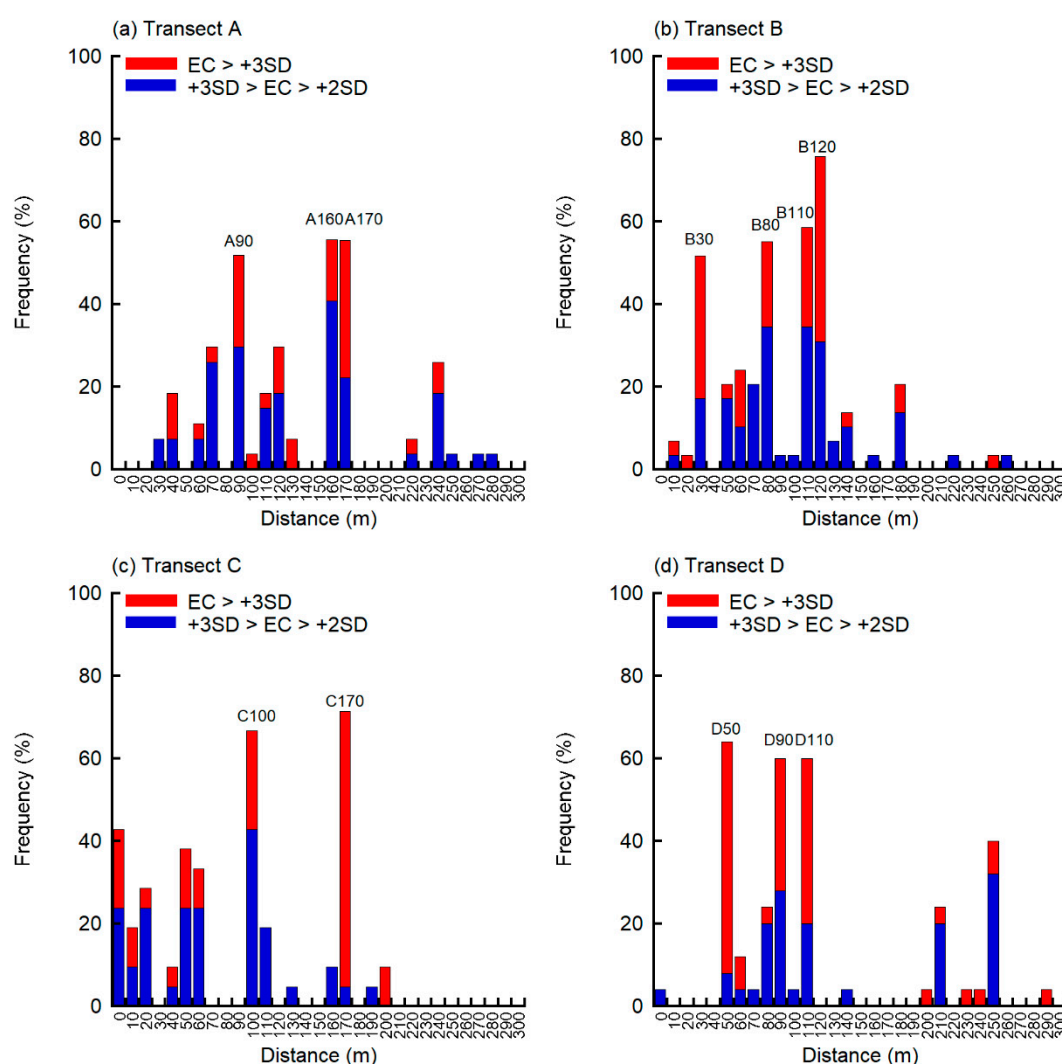 (a) Transect A
EC > +3SD
+3SD > EC > +2SD
A90
A160 A170
100
80
60
40
20
0
Frequency (%)
0 10 20 30 40 50 60 70 80 90 100 110 120 130 140 150 160 170 180 190 200 210 220 230 240 250 260 270 280 290 300
Distance (m)
(b) Transect B
EC > +3SD
+3SD > EC > +2SD
B30
B80
B110
B120
100
80
60
40
20
0
Frequency (%)
0 10 20 30 40 50 60 70 80 90 100 110 120 130 140 150 160 170 180 190 200 210 220 230 240 250 260 270 280 290 300
Distance (m)
(c) Transect C
EC > +3SD
+3SD > EC > +2SD
C100
C170
100
80
60
40
20
0
Frequency (%)
0 10 20 30 40 50 60 70 80 90 100 110 120 130 140 150 160 170 180 190 200 210 220 230 240 250 260 270 280 290 300
Distance (m)
(d) Transect D
EC > +3SD
+3SD > EC > +2SD
D50
D90 D110
100
80
60
40
20
0
Frequency (%)
0 10 20 30 40 50 60 70 80 90 100 110 120 130 140 150 160 170 180 190 200 210 220 230 240 250 260 270 280 290 300
Distance (m)